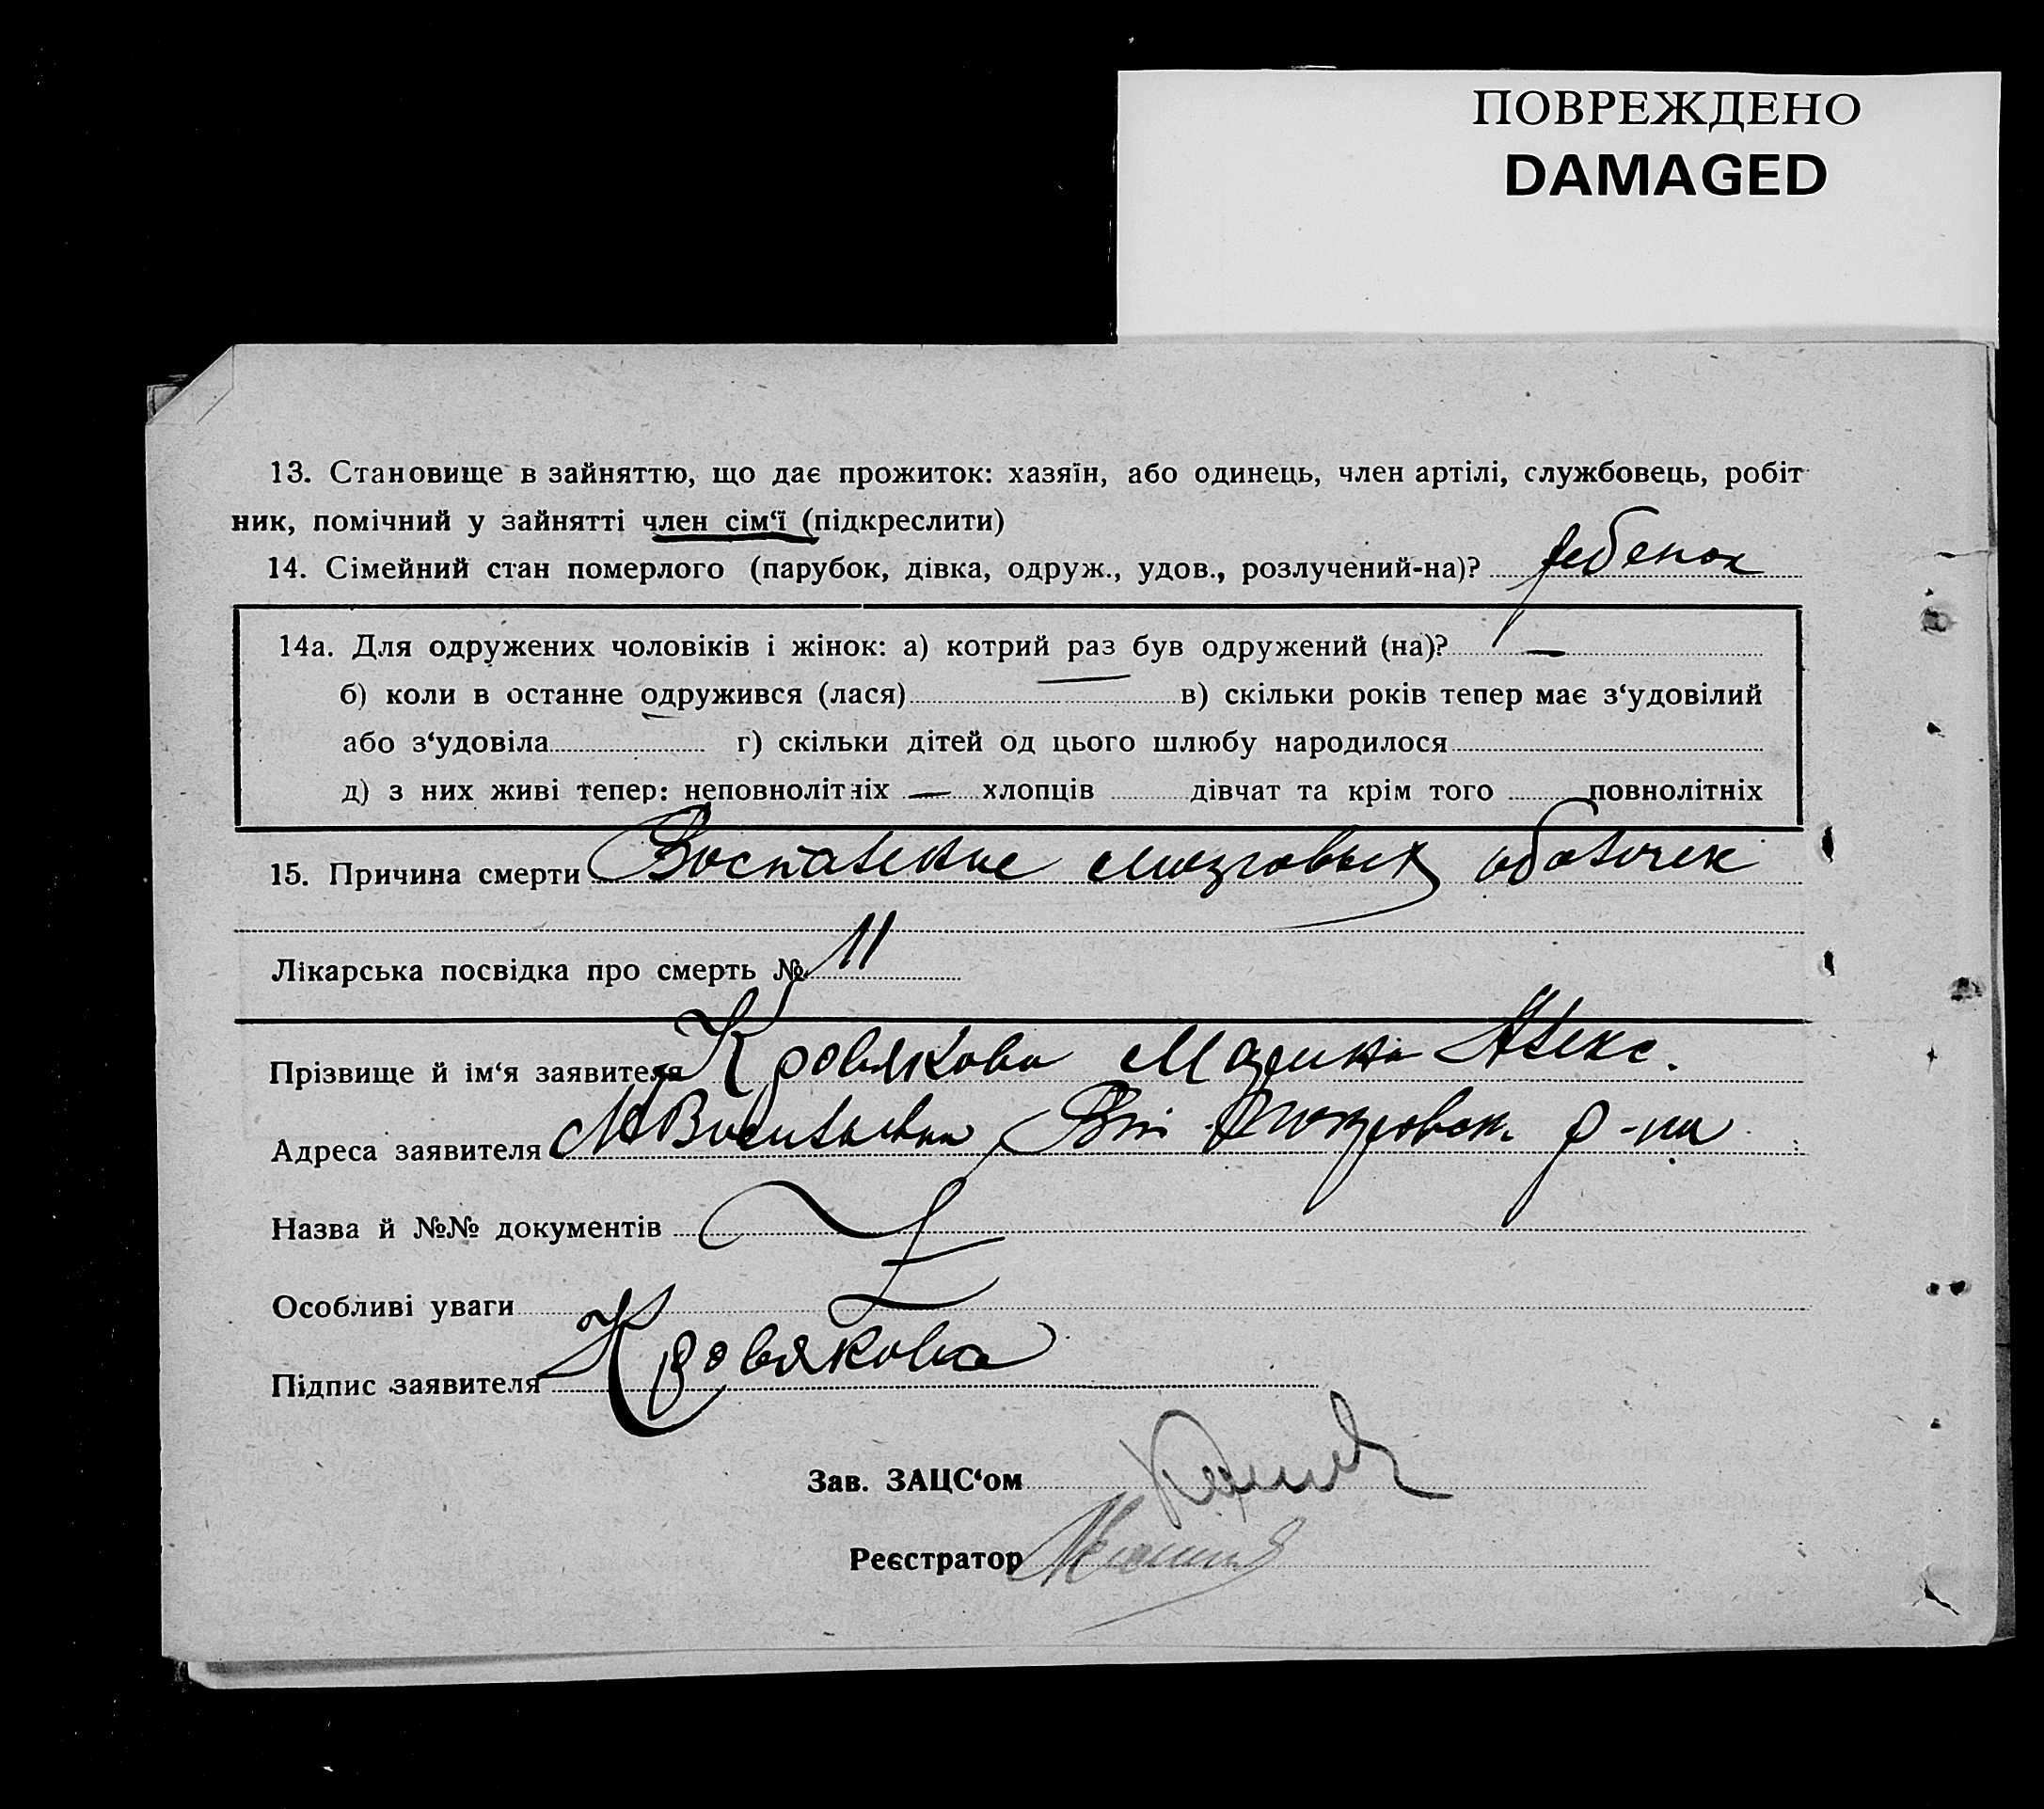 ПОВРЕЖДЕНО
DAMAGED
13. Становище в зайняттю, що дає прожиток: хазяїн, або одинець, член артілі, службовець, робіт
ник, помічний у зайнятті член сім‘ї (підкреслити)
14. Сімейний стан померлого (парубок, дівка, одруж., удов., розлучений-на)? ребенок
14а. Для одружених чоловіків і жінок: а) котрий раз був одружений (на)? —
б) коли в останне одружився (лася) в) скільки років тепер має з‘удовілий
або з‘удовіла г) скільки дітей од цього шлюбу народилося
д) з них живі тепер: неповнолітніх — хлопців дівчат та крім того повнолітніх
15. Причина смерти Воспаление мозговых оболочек
Лікарська посвідка про смерть № 11
Прізвище й ім‘я заявителя Кровякова Марина Алекс.
Адреса заявителя р-на
Назва й №№ документів
Особливі уваги
Підпис заявителя Кровякова
Зав. ЗАЦС‘ом
Реєстратор